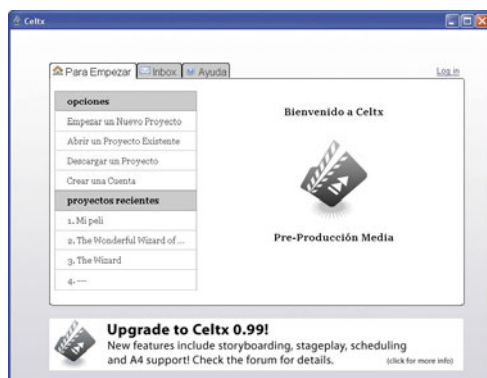 Celtx
Para Empezar Inbox Ayuda Log in
opciones
Empezar un Nuevo Proyecto
Abrir un Proyecto Existente
Descargar un Proyecto
Crear una Cuenta
proyectos recientes
1. Mi peli
2. The Wonderful Wizard of ...
3. The Wizard
4. ---
Bienvenido a Celtx
Pre-Producción Media
Upgrade to Celtx 0.99!
New features include storyboarding, stageplay, scheduling
and A4 support! Check the forum for details. (click for more info)